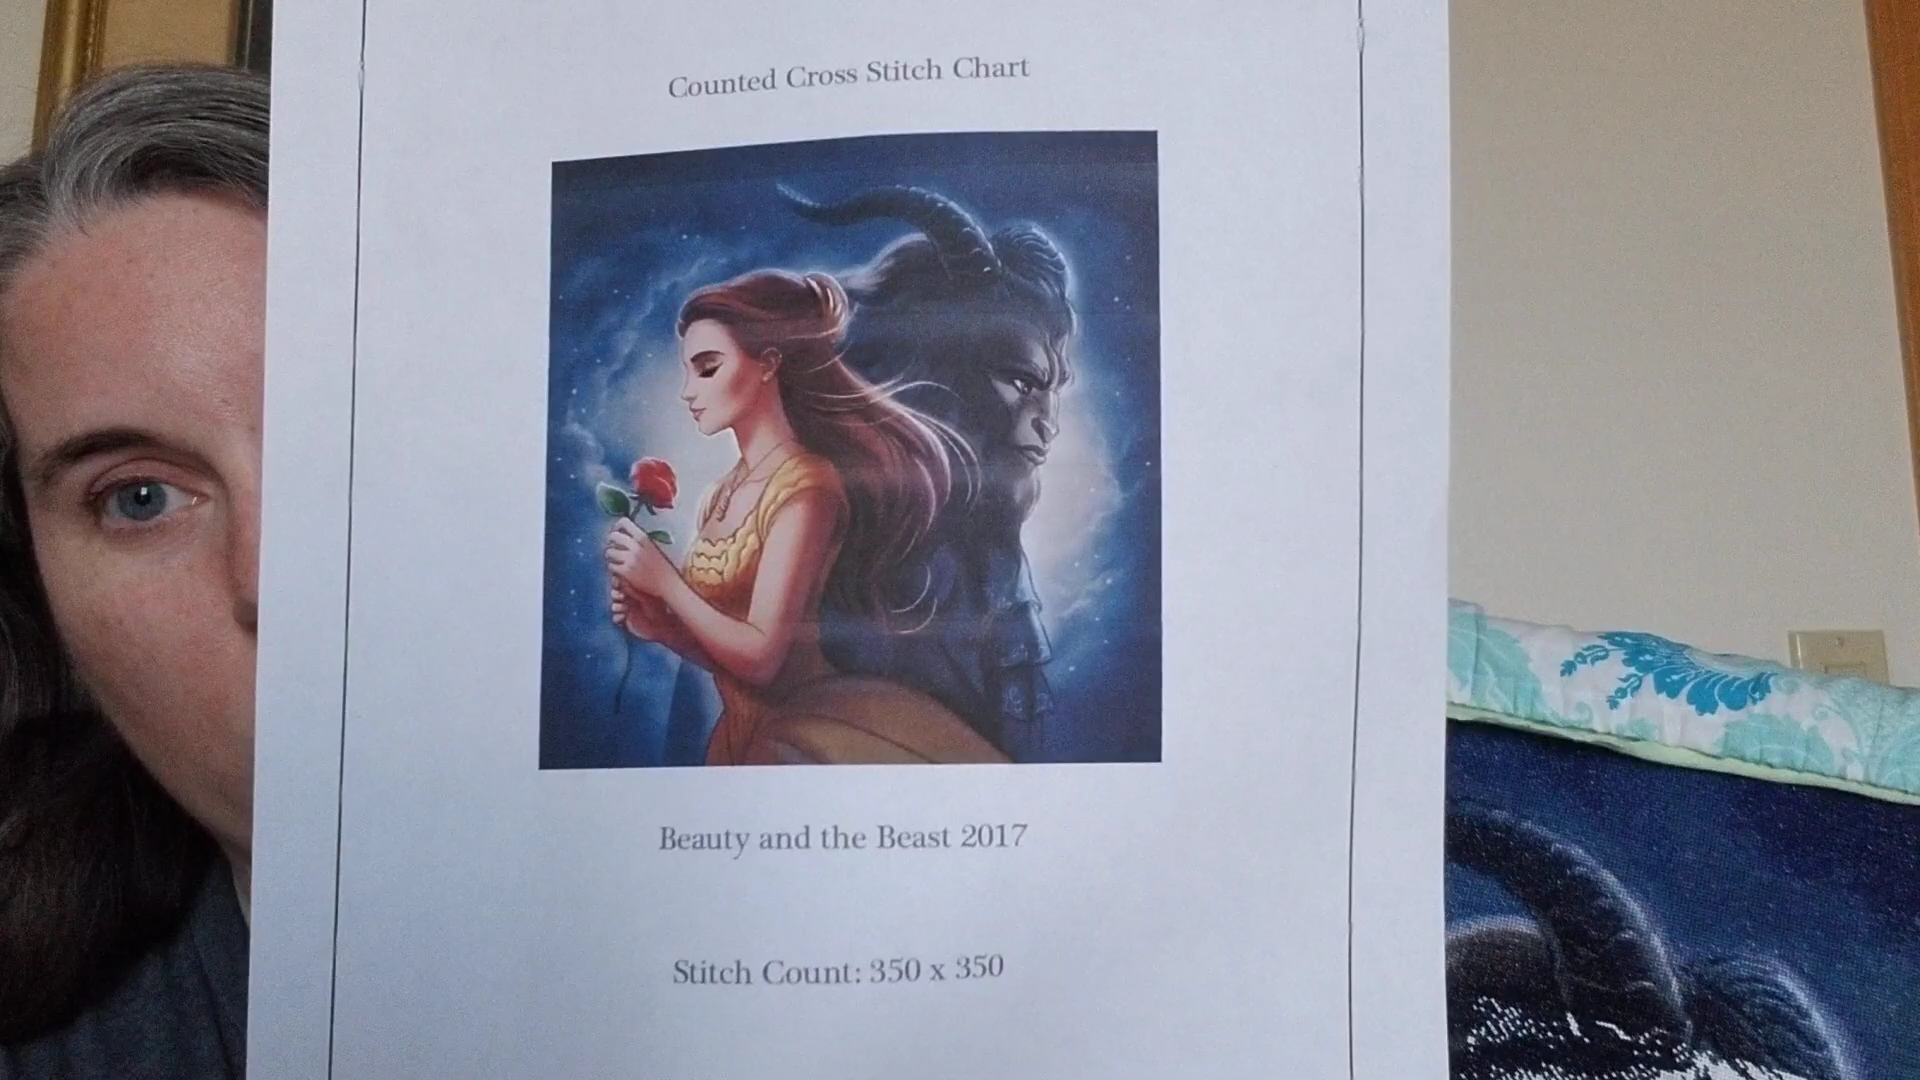 Counted Cross Stitch Chart
Beauty and the Beast 2017
Stitch Count: 350 x 350